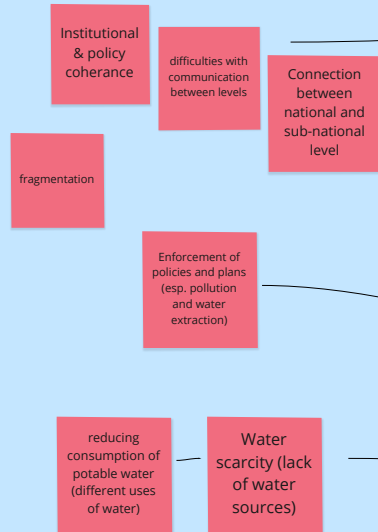 Institutional
& policy
coherance
difficulties with
communication
between levels
Connection
between
national and
sub-national
level
fragmentation
Enforcement of
policies and plans
(esp. pollution
and water
extraction)
reducing
consumption of
potable water
(different uses
of water)
Water
scarcity (lack
of water
sources)